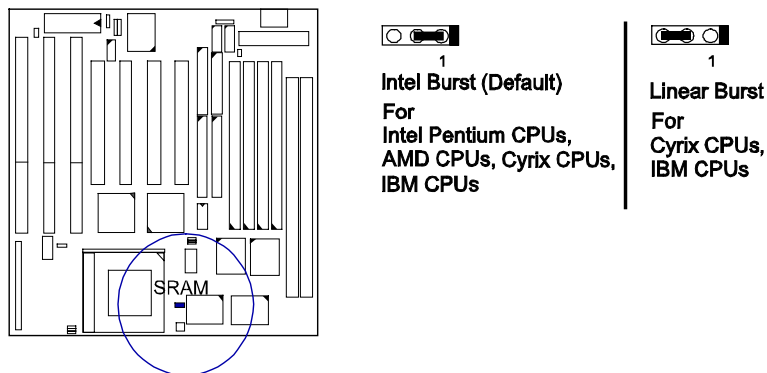 SRAM
1
Intel Burst (Default)
For
Intel Pentium CPUs,
AMD CPUs, Cyrix CPUs,
IBM CPUs
1
Linear Burst
For
Cyrix CPUs,
IBM CPUs